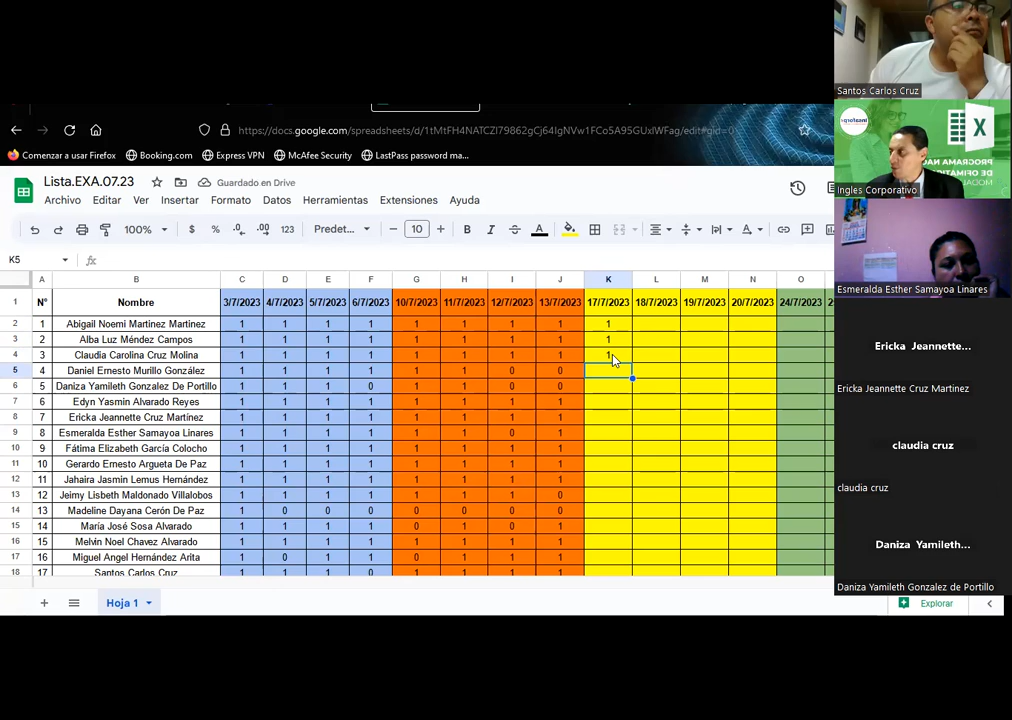 https://docs.google.com/spreadsheets/d/1tMtFH4NATCZI79862gCj64IgNVw1FCo5A95GUxIWFag/edit#gid=0
Comenzar a usar Firefox Booking.com Express VPN McAfee Security LastPass password ma...
Lista.EXA.07.23 Guardado en Drive
Archivo Editar Ver Insertar Formato Datos Herramientas Extensiones Ayuda
100% $ % .0 .00 123 Predet... 10 B I A
K5 fx
A B C D E F G H I J K L M N O
1 N° Nombre 3/7/2023 4/7/2023 5/7/2023 6/7/2023 10/7/2023 11/7/2023 12/7/2023 13/7/2023 17/7/2023 18/7/2023 19/7/2023 20/7/2023 24/7/2023
2 1 Abigail Noemi Martinez Martinez 1 1 1 1 1 1 1 1 1
3 2 Alba Luz Méndez Campos 1 1 1 1 1 1 1 1 1
4 3 Claudia Carolina Cruz Molina 1 1 1 1 1 1 1 1 1
5 4 Daniel Ernesto Murillo González 1 1 1 1 1 1 0 0
6 5 Daniza Yamileth Gonzalez De Portillo 1 1 1 0 1 1 0 0
7 6 Edyn Yasmin Alvarado Reyes 1 1 1 1 1 1 1 1
8 7 Ericka Jeannette Cruz Martínez 1 1 1 1 1 1 1 1
9 8 Esmeralda Esther Samayoa Linares 1 1 1 1 1 1 0 1
10 9 Fátima Elizabeth García Colocho 1 1 1 1 1 1 1 1
11 10 Gerardo Ernesto Argueta De Paz 1 1 1 1 1 1 1 1
12 11 Jahaira Jasmin Lemus Hernández 1 1 1 1 1 1 1 1
13 12 Jeimy Lisbeth Maldonado Villalobos 1 1 1 1 1 1 1 0
14 13 Madeline Dayana Cerón De Paz 1 0 0 0 0 0 0 0
15 14 María José Sosa Alvarado 1 1 1 1 0 1 0 1
16 15 Melvin Noel Chavez Alvarado 1 1 1 1 1 1 1 1
17 16 Miguel Angel Hernández Arita 1 0 1 1 0 1 1 1
18 17 Santos Carlos Cruz 1 1 1 0 1 1 1 1
Hoja 1 Explorar
Santos Carlos Cruz
PROGRAMA NAC
DE OFIMATIC
MODAL
Ingles Corporativo
Esmeralda Esther Samayoa Linares
Ericka Jeannette...
Ericka Jeannette Cruz Martinez
claudia cruz
claudia cruz
Daniza Yamileth...
Daniza Yamileth Gonzalez de Portillo